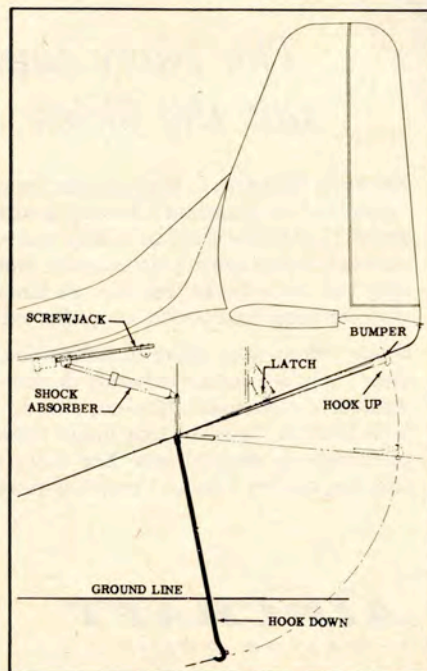 SCREWJACK
BUMPER
LATCH
SHOCK
ABSORBER
HOOK UP
GROUND LINE
HOOK DOWN